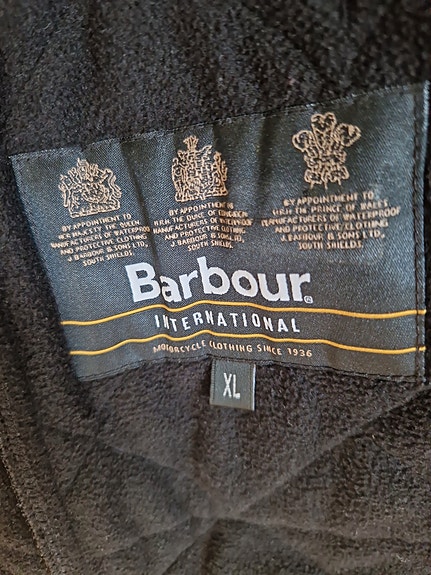 BY APPOINTMENT TO
HER MAJESTY THE QUEEN
MANUFACTURERS OF WATERPROOF
AND PROTECTIVE CLOTHING
J. BARBOUR & SONS LTD.,
SOUTH SHIELDS.
BY APPOINTMENT TO
H.R.H. THE DUKE OF EDINBURGH
MANUFACTURERS OF WATERPROOF
AND PROTECTIVE CLOTHING
J. BARBOUR & SONS LTD.,
SOUTH SHIELDS.
BY APPOINTMENT TO
H.R.H. THE PRINCE OF WALES
MANUFACTURERS OF WATERPROOF
AND PROTECTIVE CLOTHING
J. BARBOUR & SONS LTD.
SOUTH SHIELDS.
Barbour®
INTERNATIONAL
MOTORCYCLE CLOTHING SINCE 1936
XL